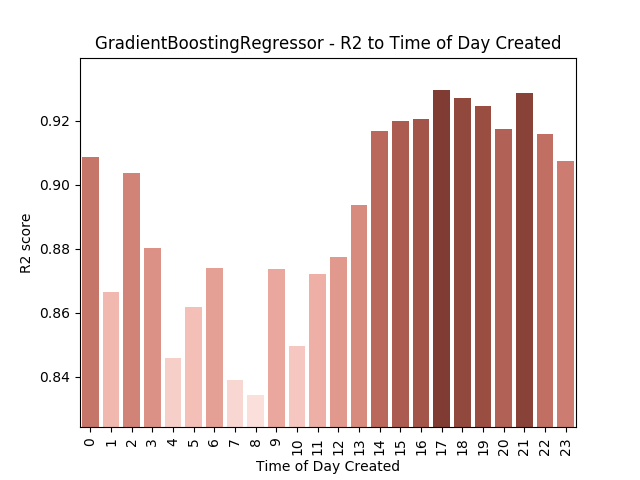 GradientBoostingRegressor - R2 to Time of Day Created
R2 score
0.92
0.90
0.88
0.86
0.84
0 1 2 3 4 5 6 7 8 9 10 11 12 13 14 15 16 17 18 19 20 21 22 23
Time of Day Created